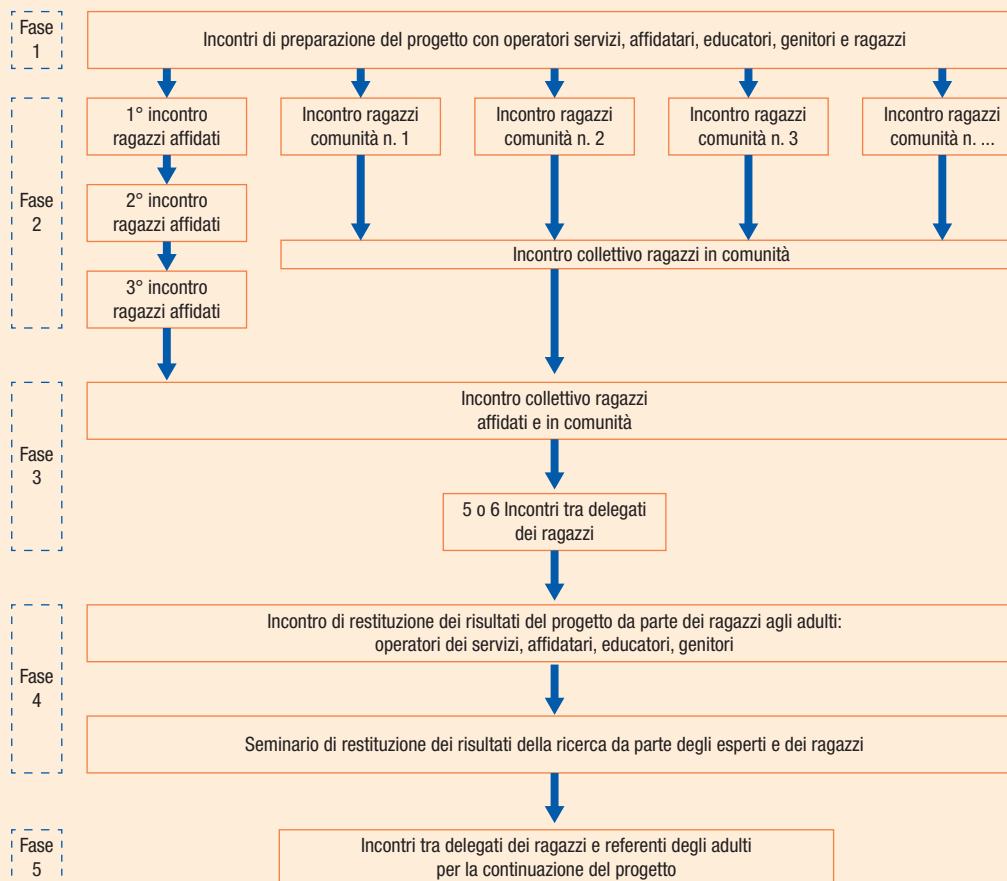 Fase
1
Incontri di preparazione del progetto con operatori servizi, affidatari, educatori, genitori e ragazzi
Fase
2
1° incontro
ragazzi affidati
Incontro ragazzi
comunità n. 1
Incontro ragazzi
comunità n. 2
Incontro ragazzi
comunità n. 3
Incontro ragazzi
comunità n. ...
2° incontro
ragazzi affidati
Incontro collettivo ragazzi in comunità
3° incontro
ragazzi affidati
Fase
3
Incontro collettivo ragazzi
affidati e in comunità
5 o 6 Incontri tra delegati
dei ragazzi
Fase
4
Incontro di restituzione dei risultati del progetto da parte dei ragazzi agli adulti:
operatori dei servizi, affidatari, educatori, genitori
Seminario di restituzione dei risultati della ricerca da parte degli esperti e dei ragazzi
Fase
5
Incontri tra delegati dei ragazzi e referenti degli adulti
per la continuazione del progetto